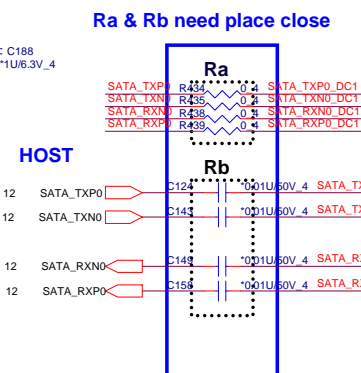 Ra & Rb need place close
C188
*1U/6.3V_4
Ra
SATA_TXP0 R434 0_4 SATA_TXP0_DC1
SATA_TXN0 R435 0_4 SATA_TXN0_DC1
SATA_RXN0 R438 0_4 SATA_RXN0_DC1
SATA_RXP0 R439 0_4 SATA_RXP0_DC1
HOST
Rb
12 SATA_TXP0 C124 *0.01U/50V_4
12 SATA_TXN0 C143 *0.01U/50V_4
12 SATA_RXN0 C149 *0.01U/50V_4
12 SATA_RXP0 C158 *0.01U/50V_4